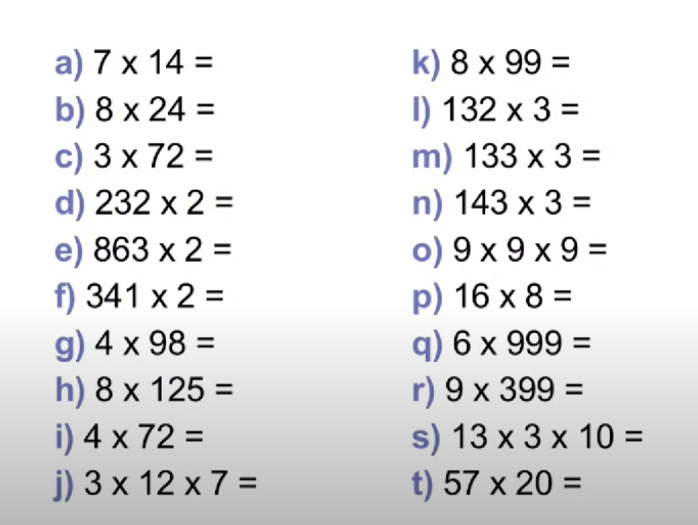 a) 7 x 14 =
b) 8 x 24 =
c) 3 x 72 =
d) 232 x 2 =
e) 863 x 2 =
f) 341 x 2 =
g) 4 x 98 =
h) 8 x 125 =
i) 4 x 72 =
j) 3 x 12 x 7 =
k) 8 x 99 =
l) 132 x 3 =
m) 133 x 3 =
n) 143 x 3 =
o) 9 x 9 x 9 =
p) 16 x 8 =
q) 6 x 999 =
r) 9 x 399 =
s) 13 x 3 x 10 =
t) 57 x 20 =